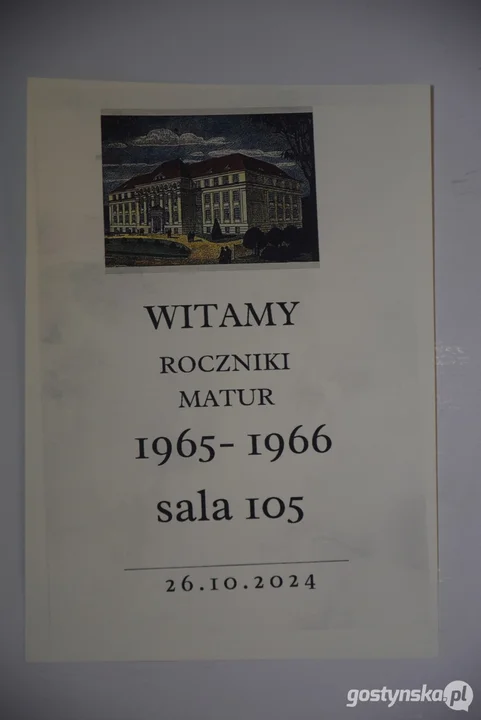 WITAMY
ROCZNIKI
MATUR
1965- 1966
sala 105
26.10.2024
gostynska.pl